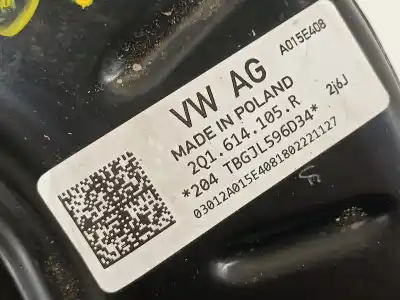 A015E408
VW AG
MADE IN POLAND
2Q1.614.105.R 2j6J
*204 TBGJL596D34*
03012A015E4081802221127